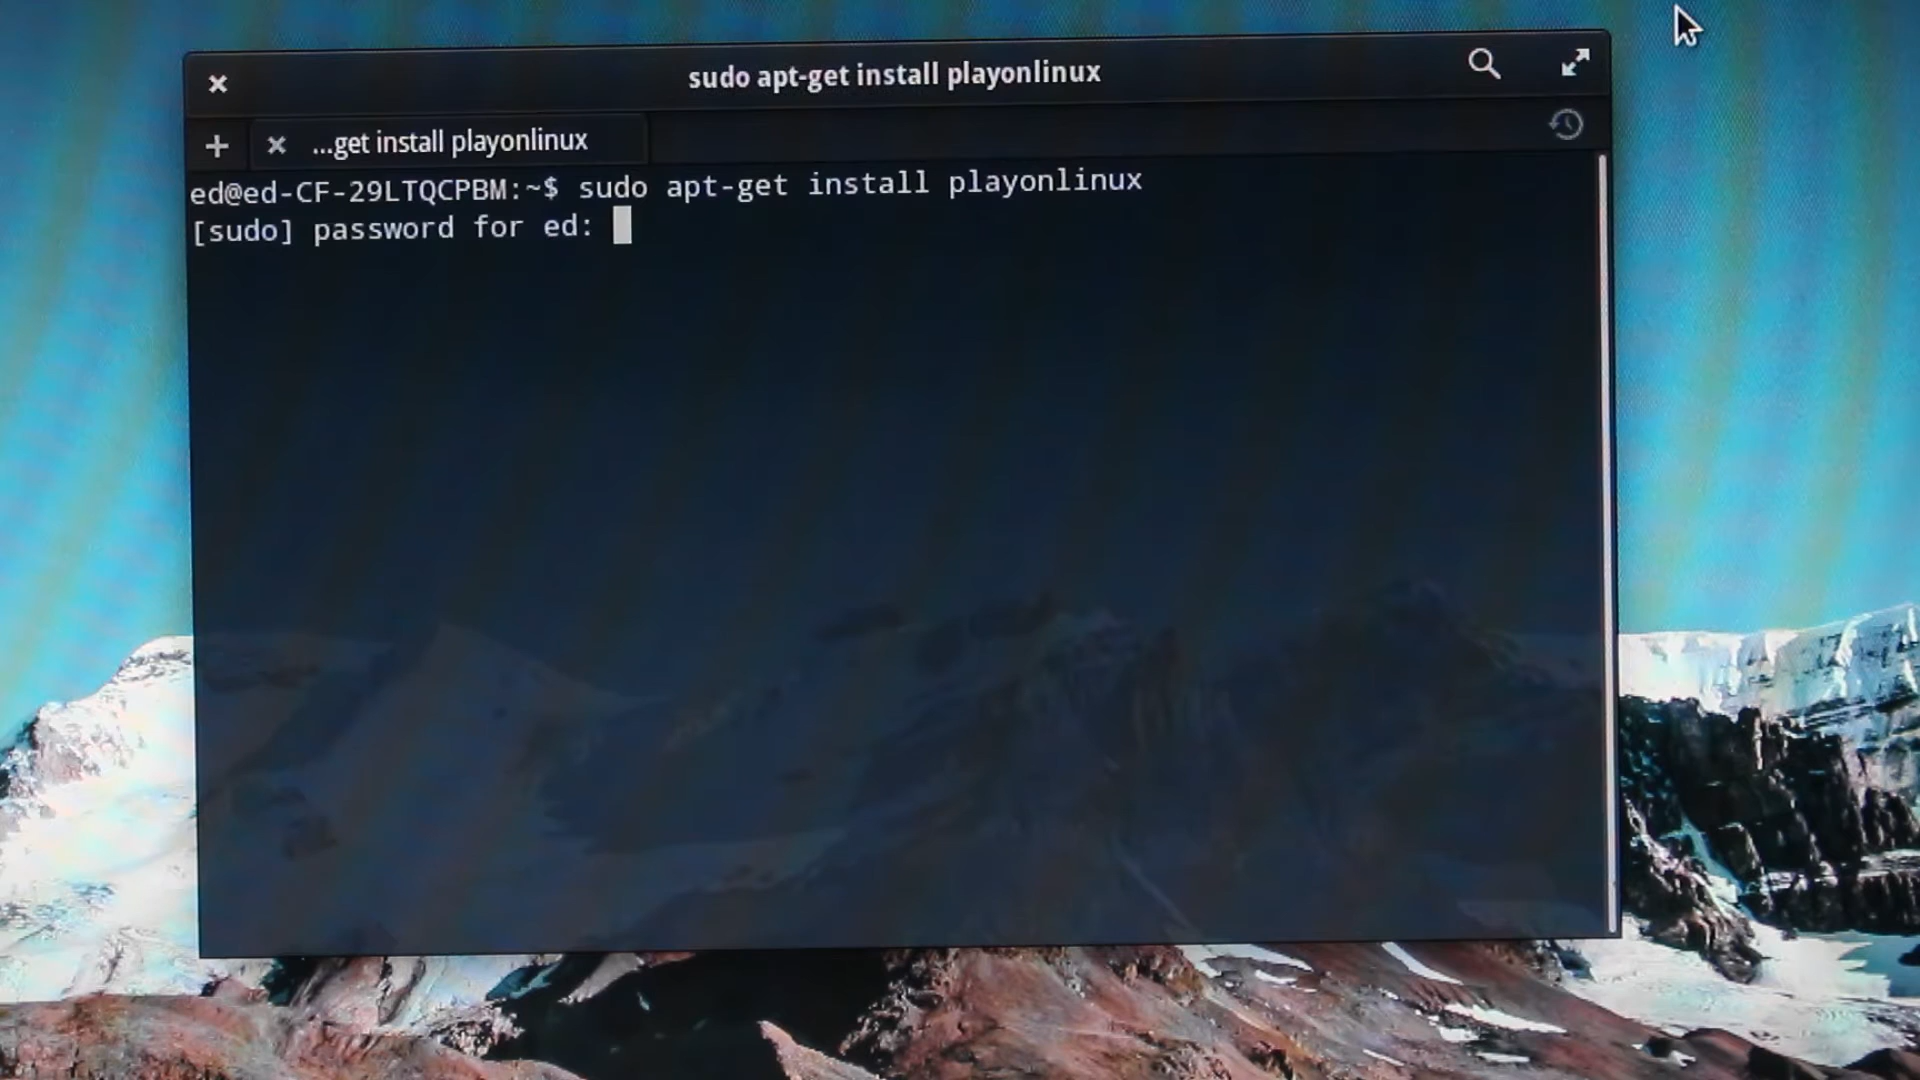 sudo apt-get install playonlinux
...get install playonlinux
ed@ed-CF-29LTQCPBM:~$ sudo apt-get install playonlinux
[sudo] password for ed: